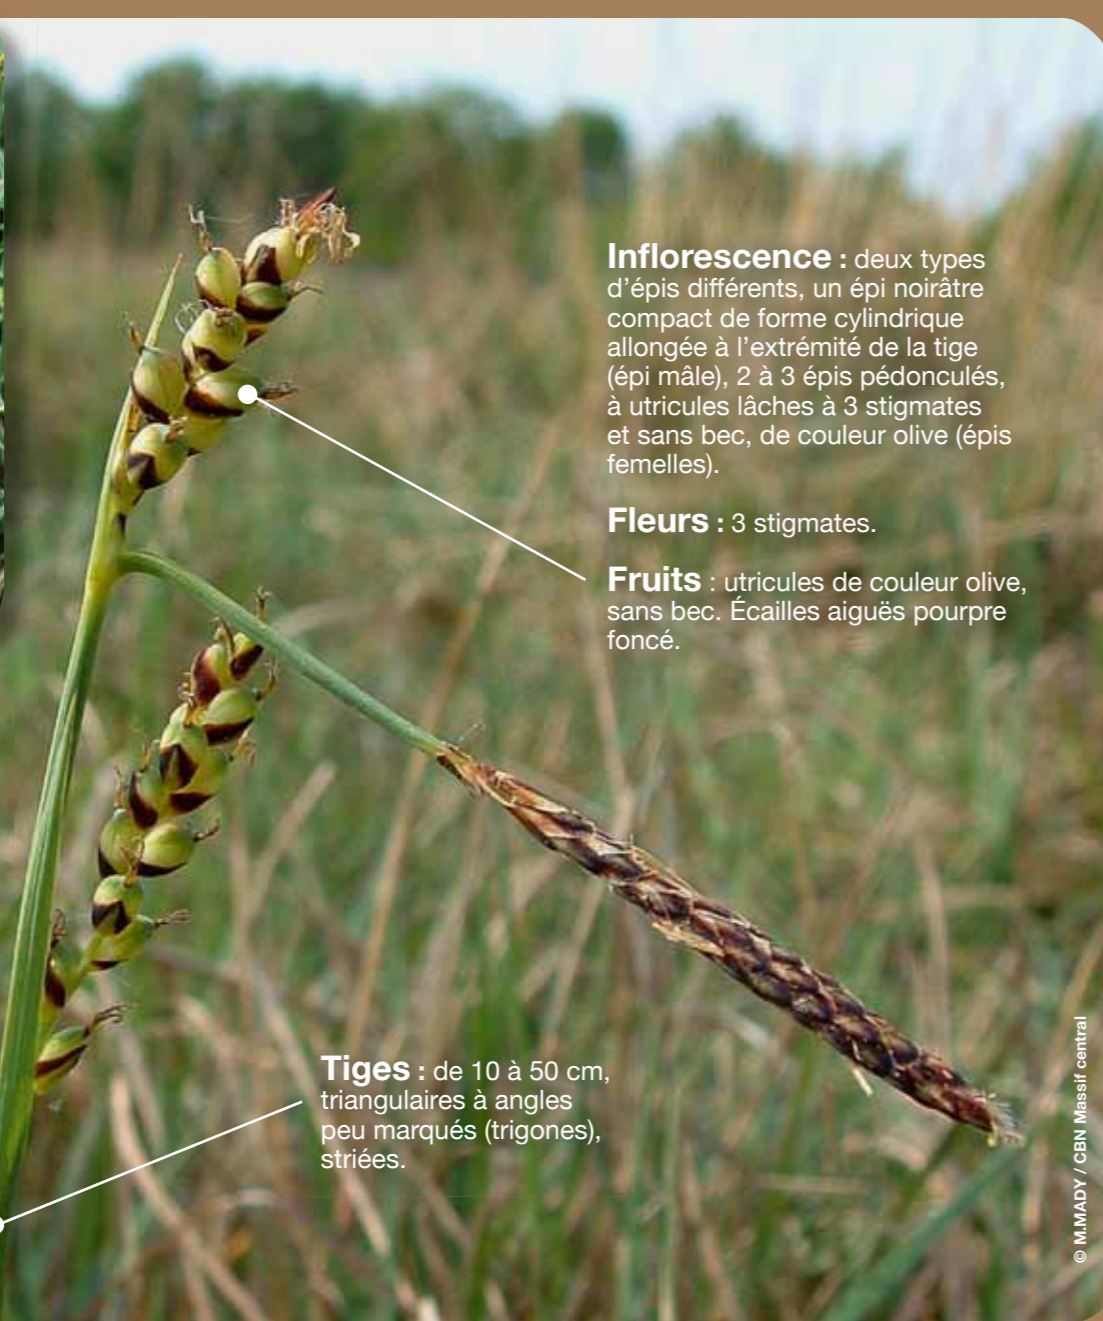 Inflorescence : deux types
d'épis différents, un épi noirâtre
compact de forme cylindrique
allongée à l'extrémité de la tige
(épi mâle), 2 à 3 épis pédonculés,
à utricules lâches à 3 stigmates
et sans bec, de couleur olive (épis
femelles).
Fleurs : 3 stigmates.
Fruits : utricules de couleur olive,
sans bec. Écailles aiguës pourpre
foncé.
Tiges : de 10 à 50 cm,
triangulaires à angles
peu marqués (trigones),
striées.
© M.MADY / CBN Massif central